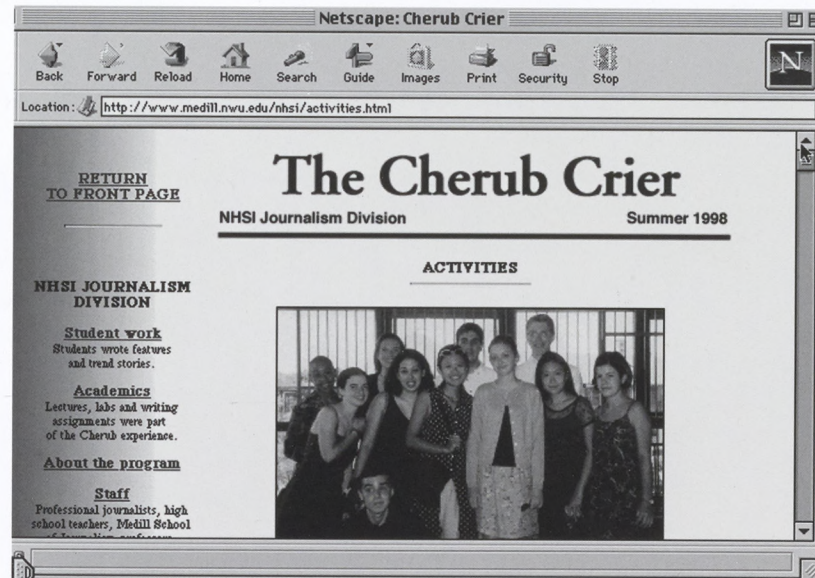 Netscape: Cherub Crier
Back Forward Reload Home Search Guide Images Print Security Stop
N
Location: http://www.medill.nwu.edu/nhsi/activities.html
RETURN
TO FRONT PAGE
The Cherub Crier
NHSI Journalism Division Summer 1998
ACTIVITIES
NHSI JOURNALISM
DIVISION
Student work
Students wrote features
and trend stories.
Academics
Lectures, labs and writing
assignments were part
of the Cherub experience.
About the program
Staff
Professional journalists, high
school teachers, Medill School